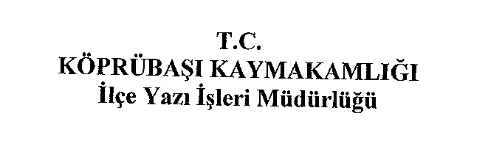 T.C.
KÖPRÜBAŞI KAYMAKAMLIĞI
İlçe Yazı İşleri Müdürlüğü